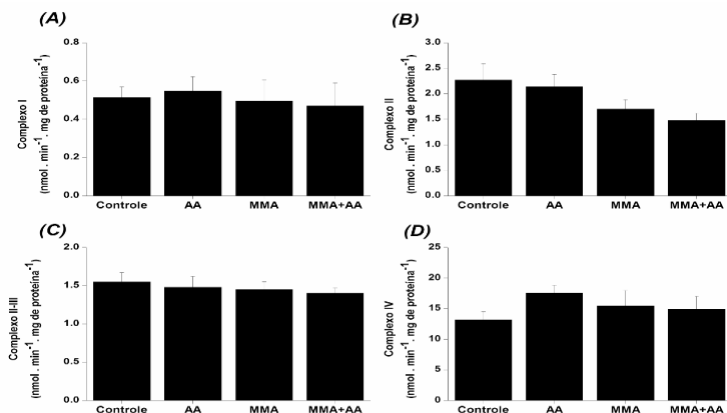 (A)
Complexo I
(nmol . min⁻¹. mg de proteína⁻¹)
0.8
0.6
0.4
0.2
0.0
Controle AA MMA MMA+AA
(B)
Complexo II
(nmol . min⁻¹. mg de proteína⁻¹)
3.0
2.5
2.0
1.5
1.0
0.5
0.0
Controle AA MMA MMA+AA
(C)
Complexo II-III
(nmol . min⁻¹. mg de proteína⁻¹)
2.0
1.5
1.0
0.5
0.0
Controle AA MMA MMA+AA
(D)
Complexo IV
(nmol . min⁻¹. mg de proteína⁻¹)
25
20
15
10
5
0
Controle AA MMA MMA+AA